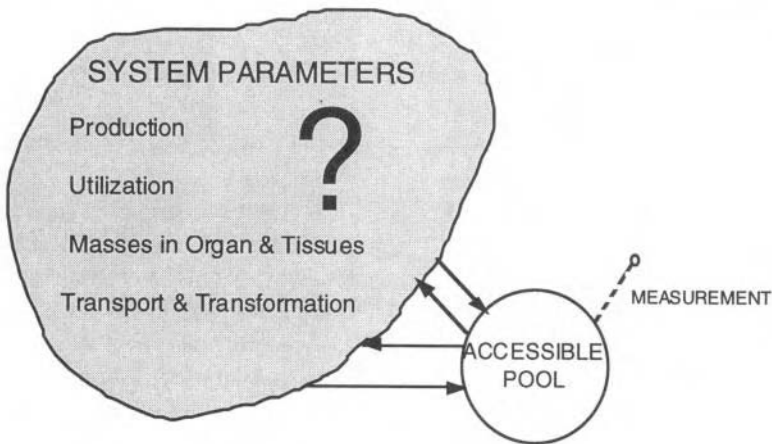 SYSTEM PARAMETERS
Production
?
Utilization
Masses in Organ & Tissues
Transport & Transformation
MEASUREMENT
ACCESSIBLE
POOL